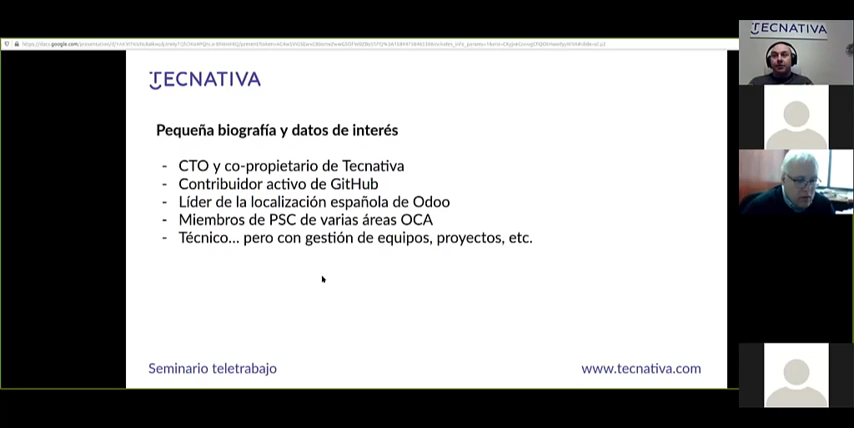 TECNATIVA
Pequeña biografía y datos de interés
- CTO y co-propietario de Tecnativa
- Contribuidor activo de GitHub
- Líder de la localización española de Odoo
- Miembros de PSC de varias áreas OCA
- Técnico... pero con gestión de equipos, proyectos, etc.
Seminario teletrabajo
www.tecnativa.com
TECNATIVA